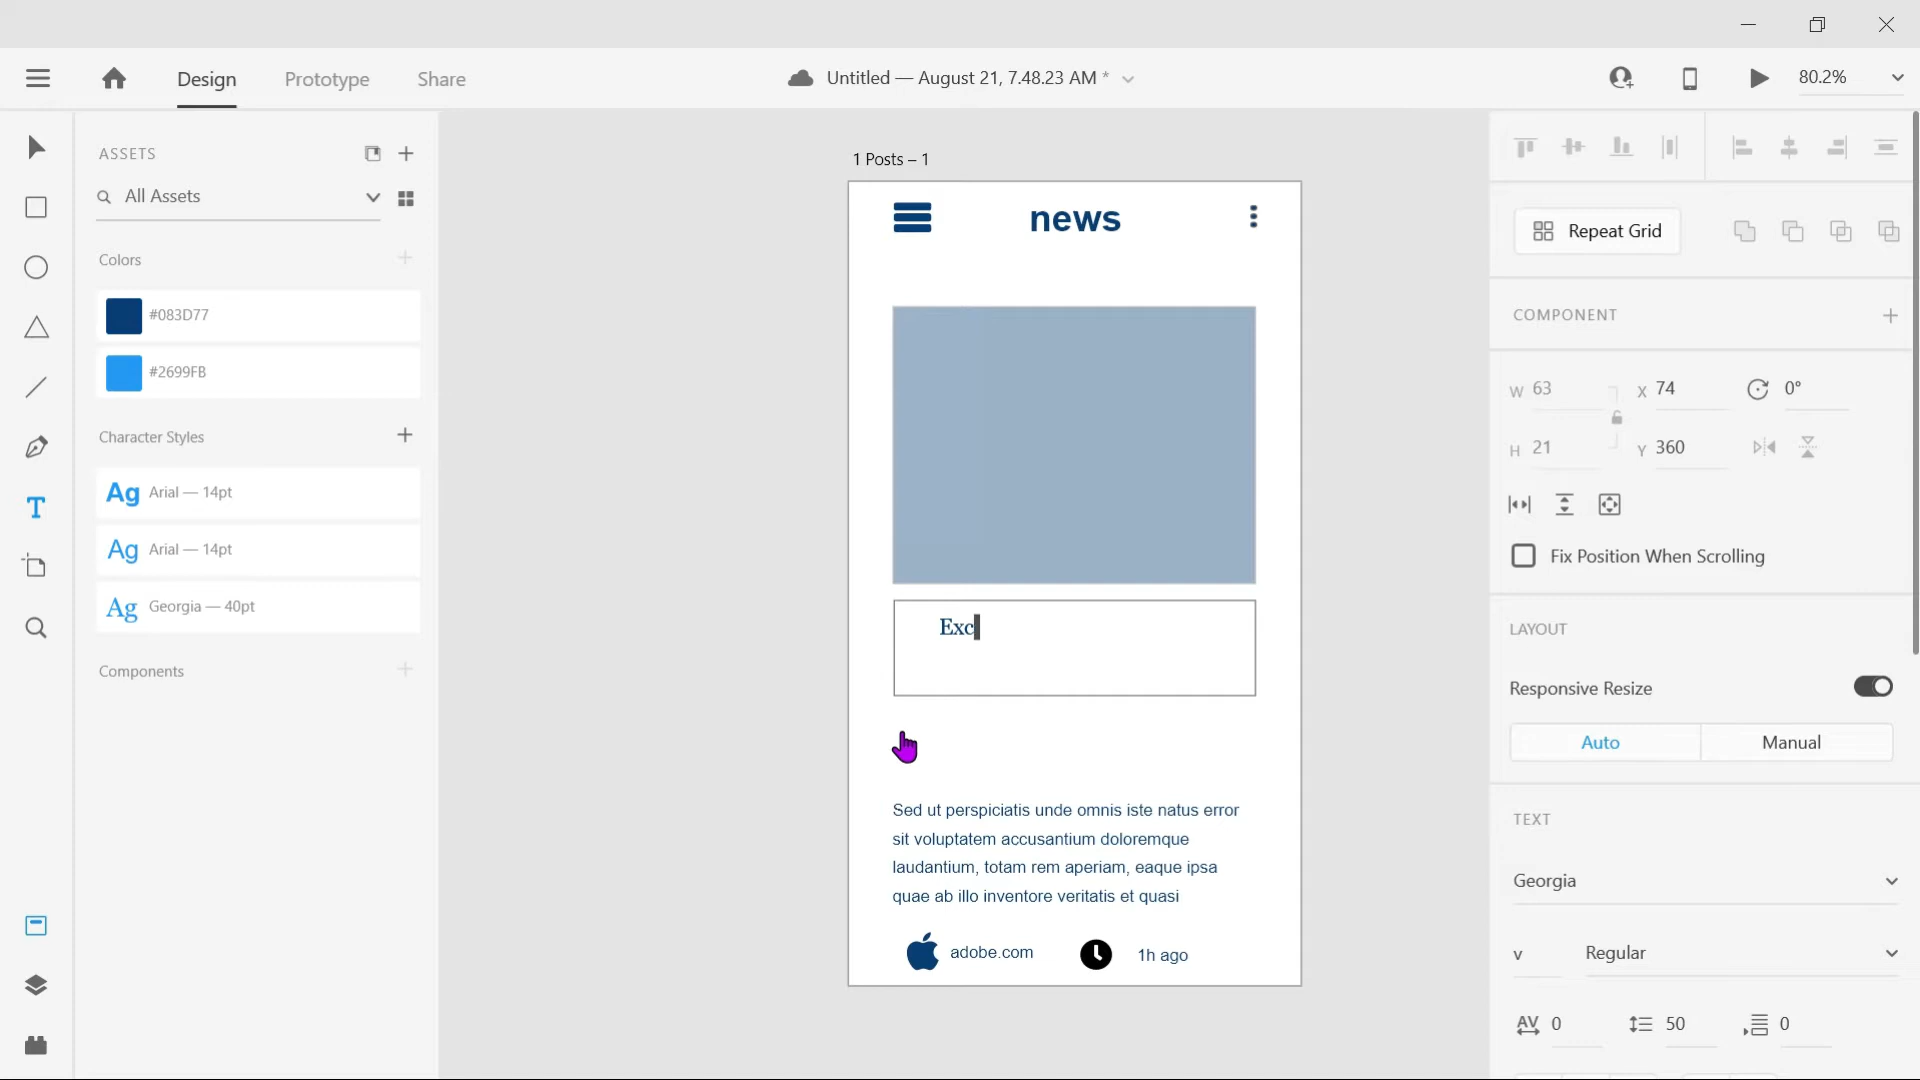 Design
Prototype
Share
Untitled — August 21, 7.48.23 AM *
80.2%
ASSETS
All Assets
Colors
#083D77
#2699FB
Character Styles
Ag Arial — 14pt
Ag Arial — 14pt
Ag Georgia — 40pt
Components
1 Posts – 1
news
Exc
Sed ut perspiciatis unde omnis iste natus error
sit voluptatem accusantium doloremque
laudantium, totam rem aperiam, eaque ipsa
quae ab illo inventore veritatis et quasi
adobe.com
1h ago
Repeat Grid
COMPONENT
W 63
X 74
0°
H 21
Y 360
Fix Position When Scrolling
LAYOUT
Responsive Resize
Auto
Manual
TEXT
Georgia
v
Regular
AV 0
50
0